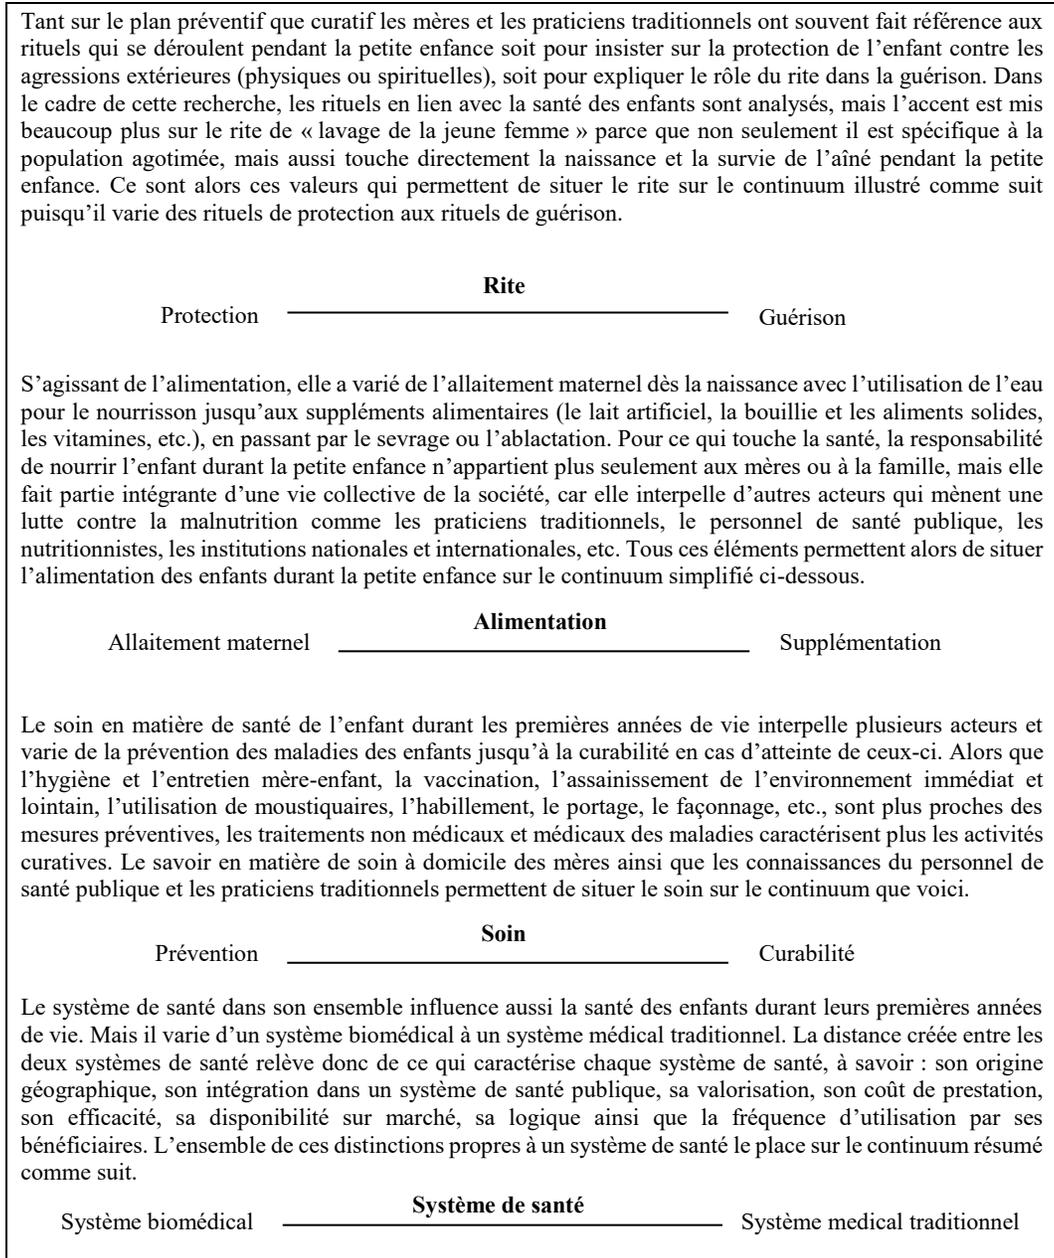 Tant sur le plan préventif que curatif les mères et les praticiens traditionnels ont souvent fait référence aux
rituels qui se déroulent pendant la petite enfance soit pour insister sur la protection de l’enfant contre les
agressions extérieures (physiques ou spirituelles), soit pour expliquer le rôle du rite dans la guérison. Dans
le cadre de cette recherche, les rituels en lien avec la santé des enfants sont analysés, mais l’accent est mis
beaucoup plus sur le rite de « lavage de la jeune femme » parce que non seulement il est spécifique à la
population agotimée, mais aussi touche directement la naissance et la survie de l’aîné pendant la petite
enfance. Ce sont alors ces valeurs qui permettent de situer le rite sur le continuum illustré comme suit
puisqu’il varie des rituels de protection aux rituels de guérison.
Rite
Protection Guérison
S’agissant de l’alimentation, elle a varié de l’allaitement maternel dès la naissance avec l’utilisation de l’eau
pour le nourrisson jusqu’aux suppléments alimentaires (le lait artificiel, la bouillie et les aliments solides,
les vitamines, etc.), en passant par le sevrage ou l’ablactation. Pour ce qui touche la santé, la responsabilité
de nourrir l’enfant durant la petite enfance n’appartient plus seulement aux mères ou à la famille, mais elle
fait partie intégrante d’une vie collective de la société, car elle interpelle d’autres acteurs qui mènent une
lutte contre la malnutrition comme les praticiens traditionnels, le personnel de santé publique, les
nutritionnistes, les institutions nationales et internationales, etc. Tous ces éléments permettent alors de situer
l’alimentation des enfants durant la petite enfance sur le continuum simplifié ci-dessous.
Alimentation
Allaitement maternel Supplémentation
Le soin en matière de santé de l’enfant durant les premières années de vie interpelle plusieurs acteurs et
varie de la prévention des maladies des enfants jusqu’à la curabilité en cas d’atteinte de ceux-ci. Alors que
l’hygiène et l’entretien mère-enfant, la vaccination, l’assainissement de l’environnement immédiat et
lointain, l’utilisation de moustiquaires, l’habillement, le portage, le façonnage, etc., sont plus proches des
mesures préventives, les traitements non médicaux et médicaux des maladies caractérisent plus les activités
curatives. Le savoir en matière de soin à domicile des mères ainsi que les connaissances du personnel de
santé publique et les praticiens traditionnels permettent de situer le soin sur le continuum que voici.
Soin
Prévention Curabilité
Le système de santé dans son ensemble influence aussi la santé des enfants durant leurs premières années
de vie. Mais il varie d’un système biomédical à un système médical traditionnel. La distance créée entre les
deux systèmes de santé relève donc de ce qui caractérise chaque système de santé, à savoir : son origine
géographique, son intégration dans un système de santé publique, sa valorisation, son coût de prestation,
son efficacité, sa disponibilité sur marché, sa logique ainsi que la fréquence d’utilisation par ses
bénéficiaires. L’ensemble de ces distinctions propres à un système de santé le place sur le continuum résumé
comme suit.
Système de santé
Système biomédical Système medical traditionnel